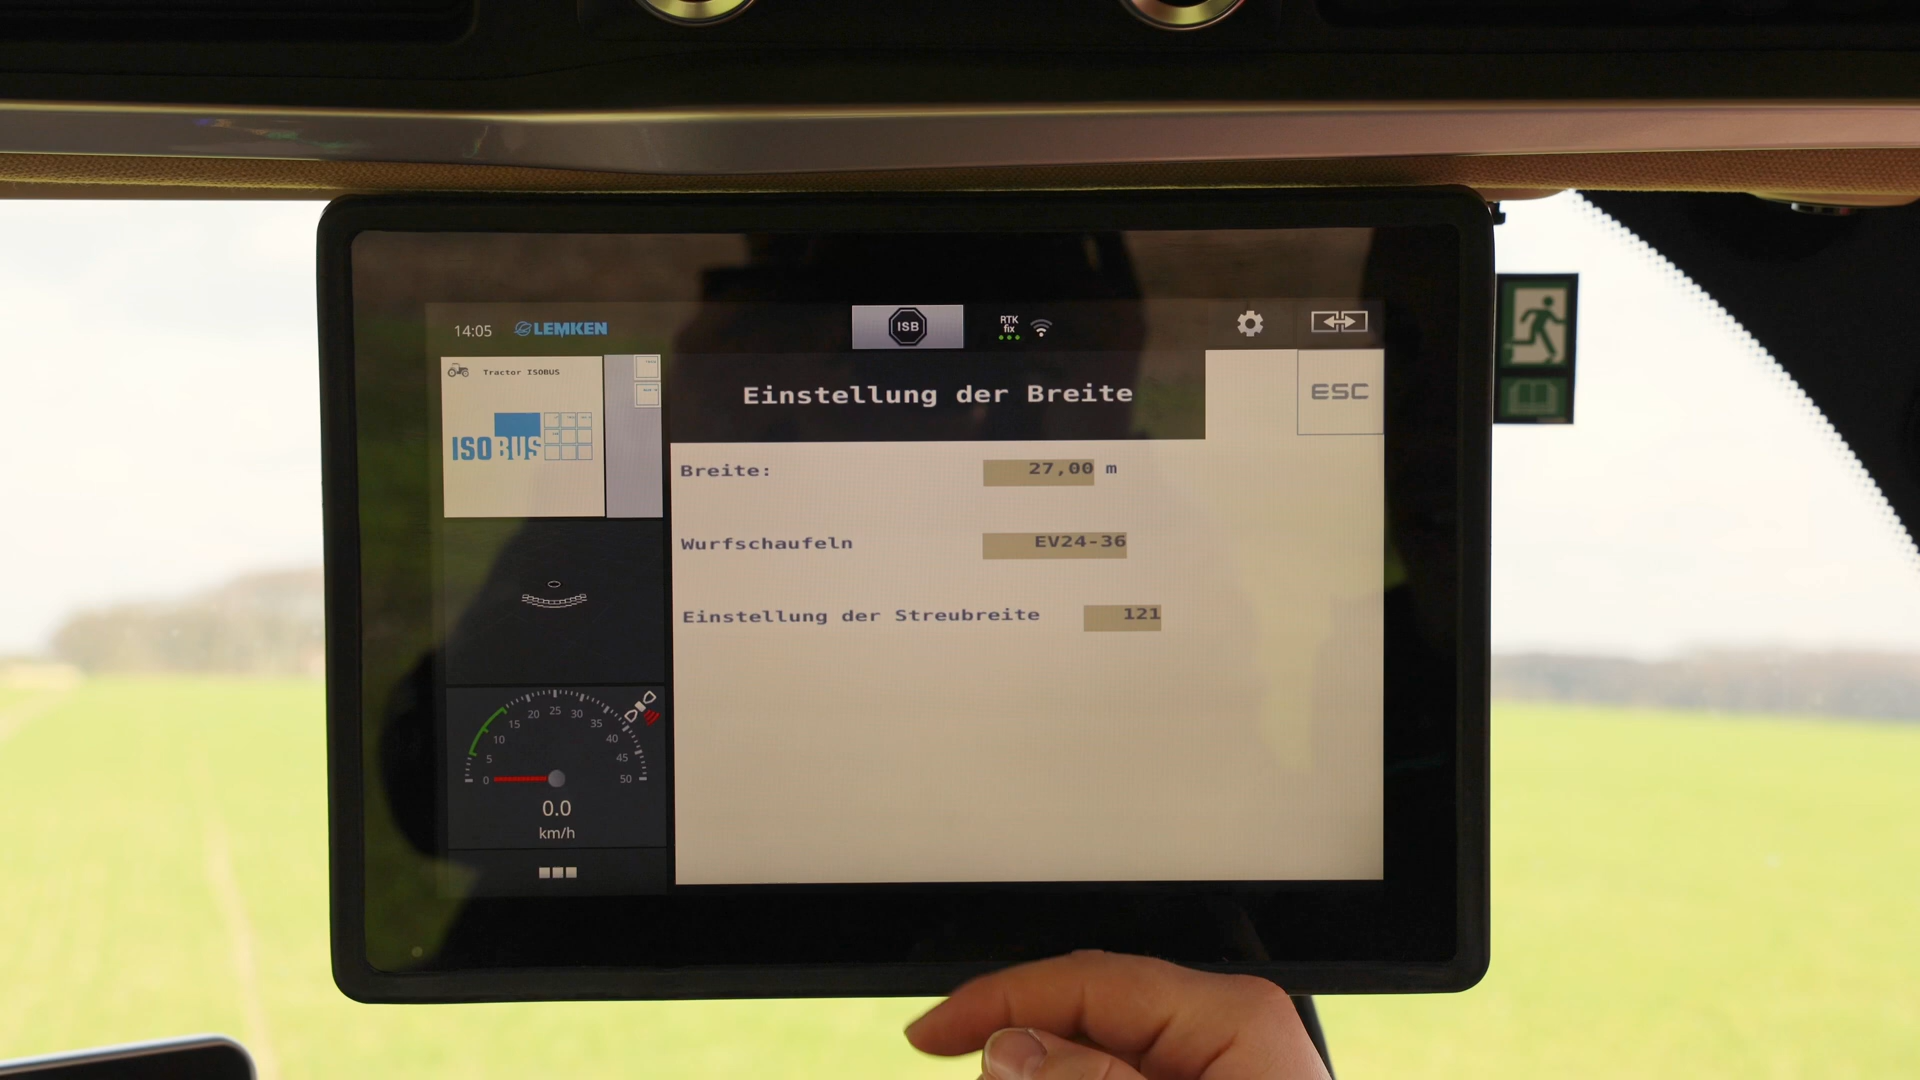 14:05
LEMKEN
ISB
RTK
fix
Tractor ISOBUS
ISOBUS
Einstellung der Breite
ESC
Breite: 27,00 m
Wurfschaufeln EV24-36
Einstellung der Streubreite 121
0 5 10 15 20 25 30 35 40 45 50
0.0
km/h